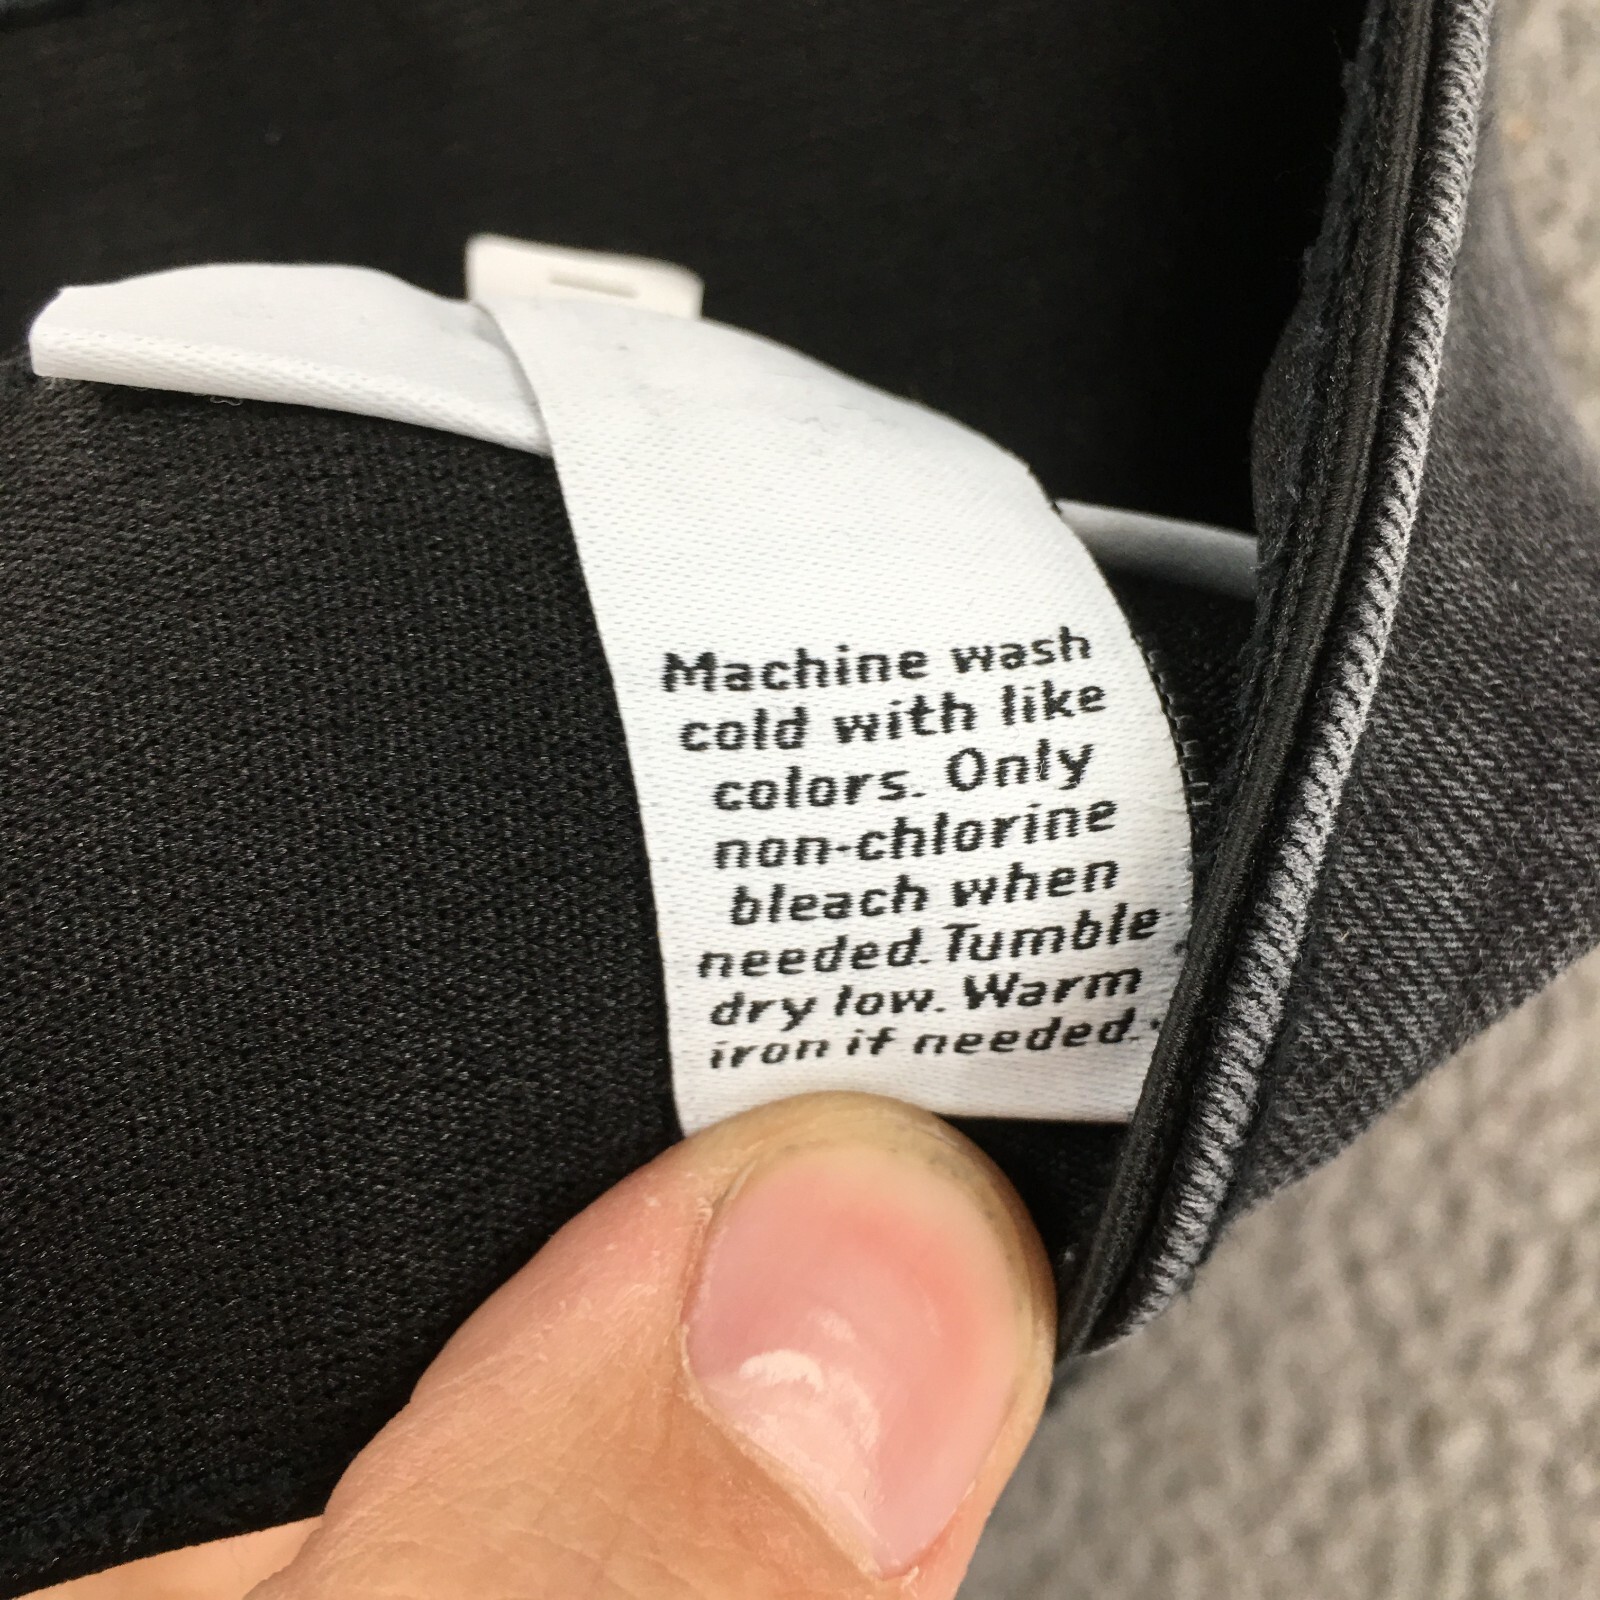 Machine wash
cold with like
colors. Only
non-chlorine
bleach when
needed. Tumble
dry low. Warm
iron if needed.